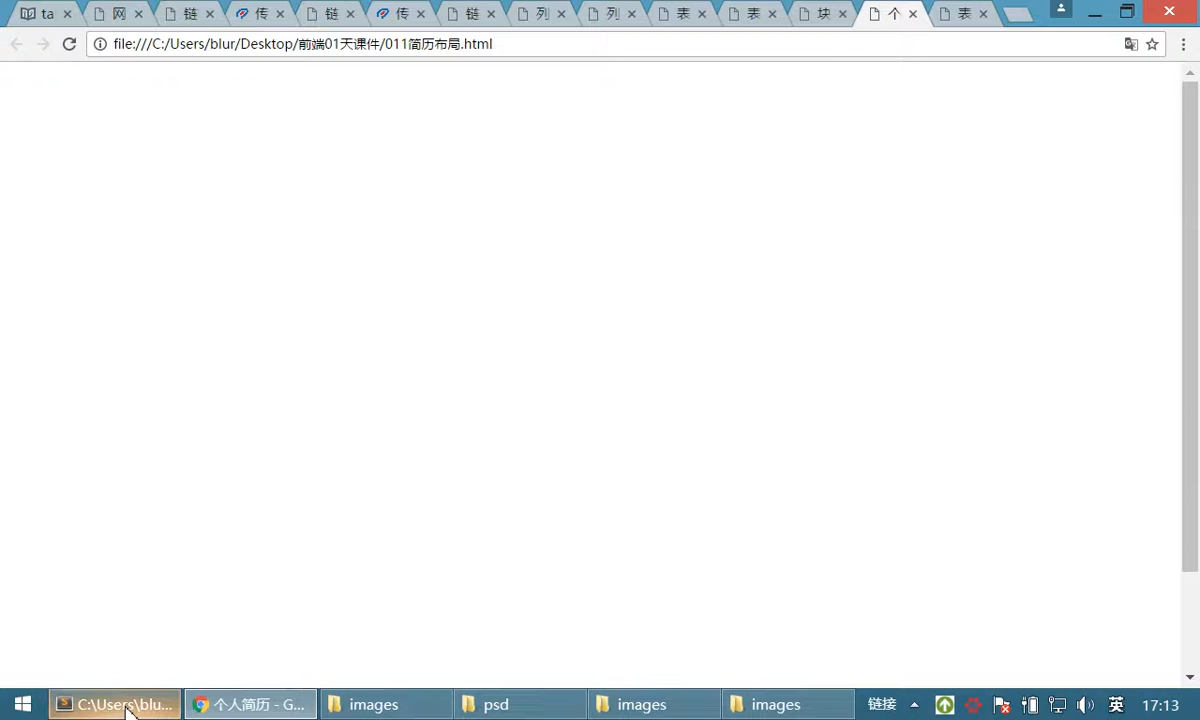 ta 网 链 传 链 传 链 列 列 表 表 块 个 表
file:///C:/Users/blur/Desktop/前端01天课件/011简历布局.html
C:\Users\blu... 个人简历 - G... images psd images images 链接 英 17:13